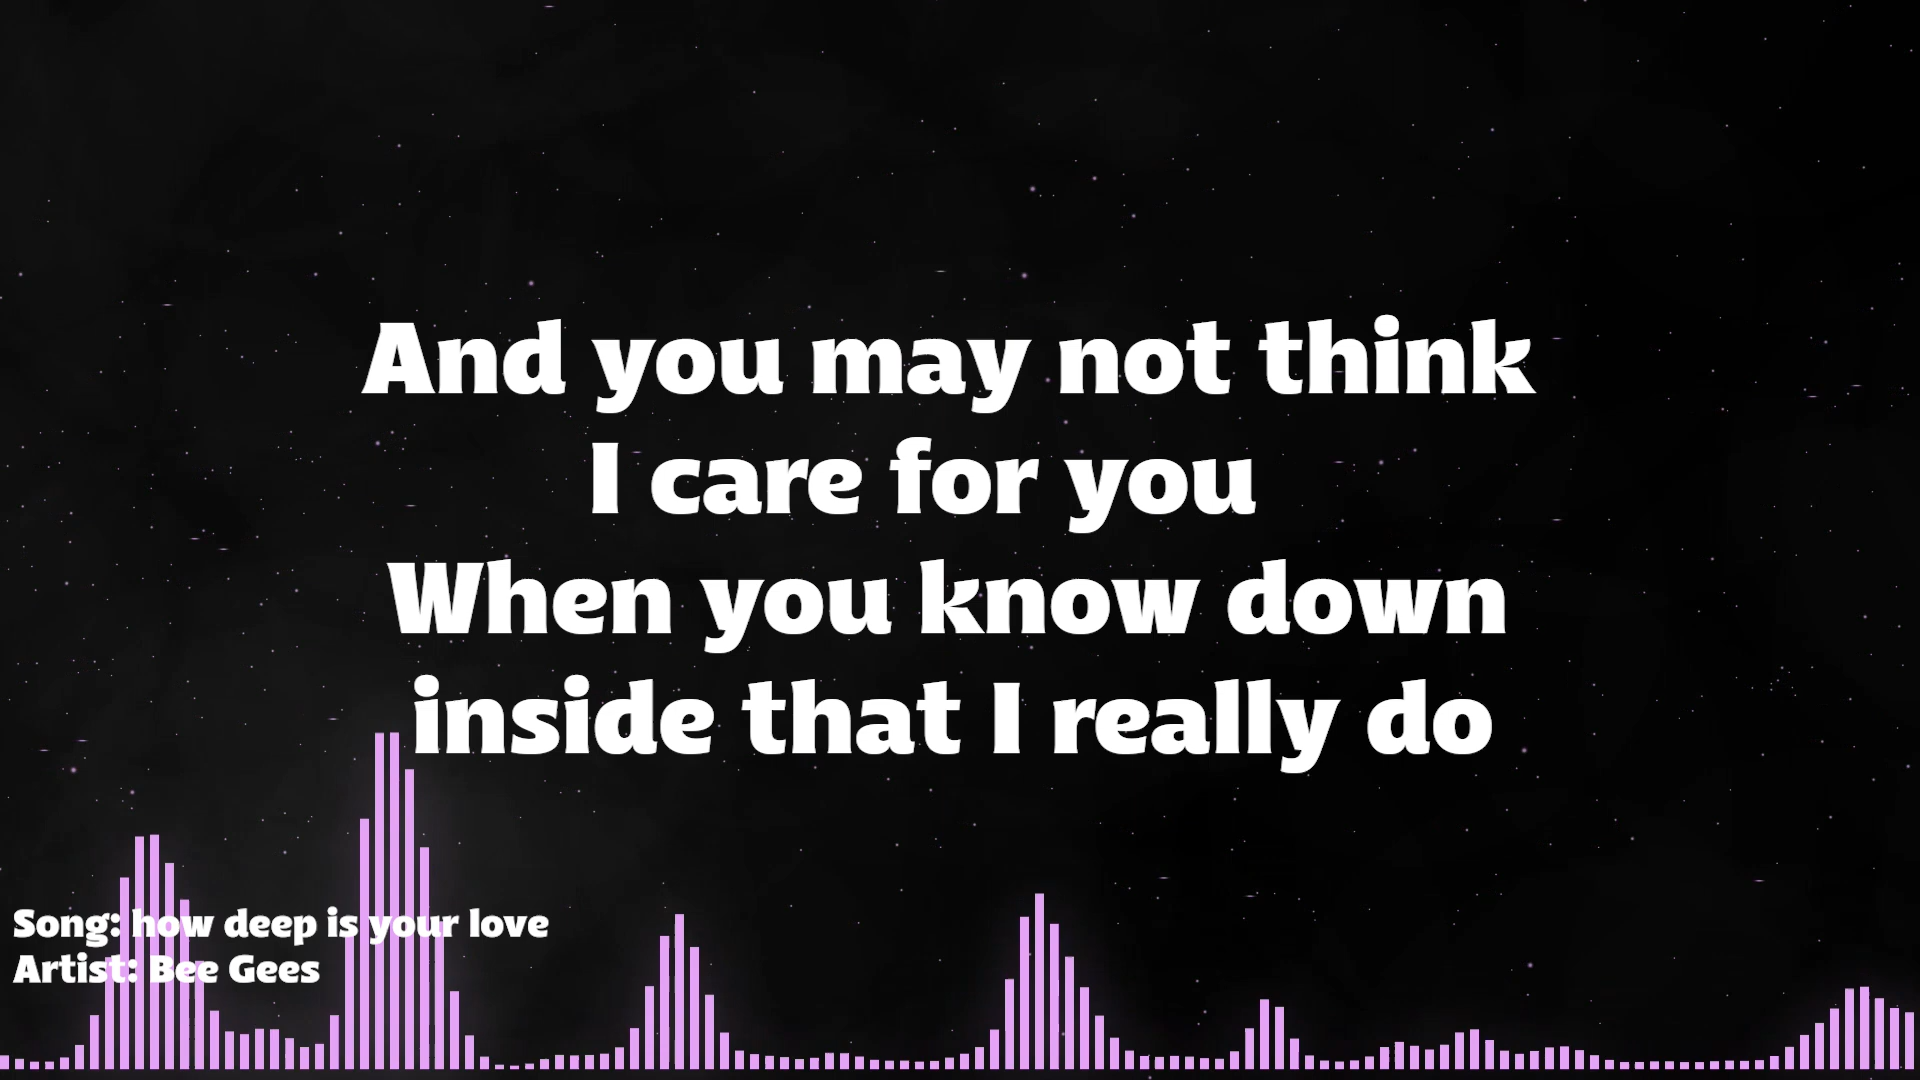 And you may not think
I care for you
When you know down
inside that I really do
Song: how deep is your love
Artist: Bee Gees